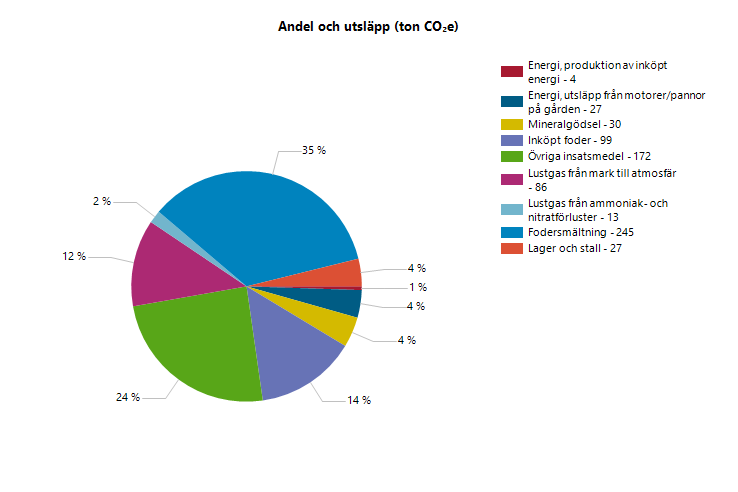 Andel och utsläpp (ton CO₂e)
Energi, produktion av inköpt
energi - 4
Energi, utsläpp från motorer/pannor
på gården - 27
Mineralgödsel - 30
Inköpt foder - 99
Övriga insatsmedel - 172
Lustgas från mark till atmosfär
- 86
Lustgas från ammoniak- och
nitratförluster - 13
Fodersmältning - 245
Lager och stall - 27
35 %
2 %
12 %
4 %
1 %
4 %
4 %
24 %
14 %